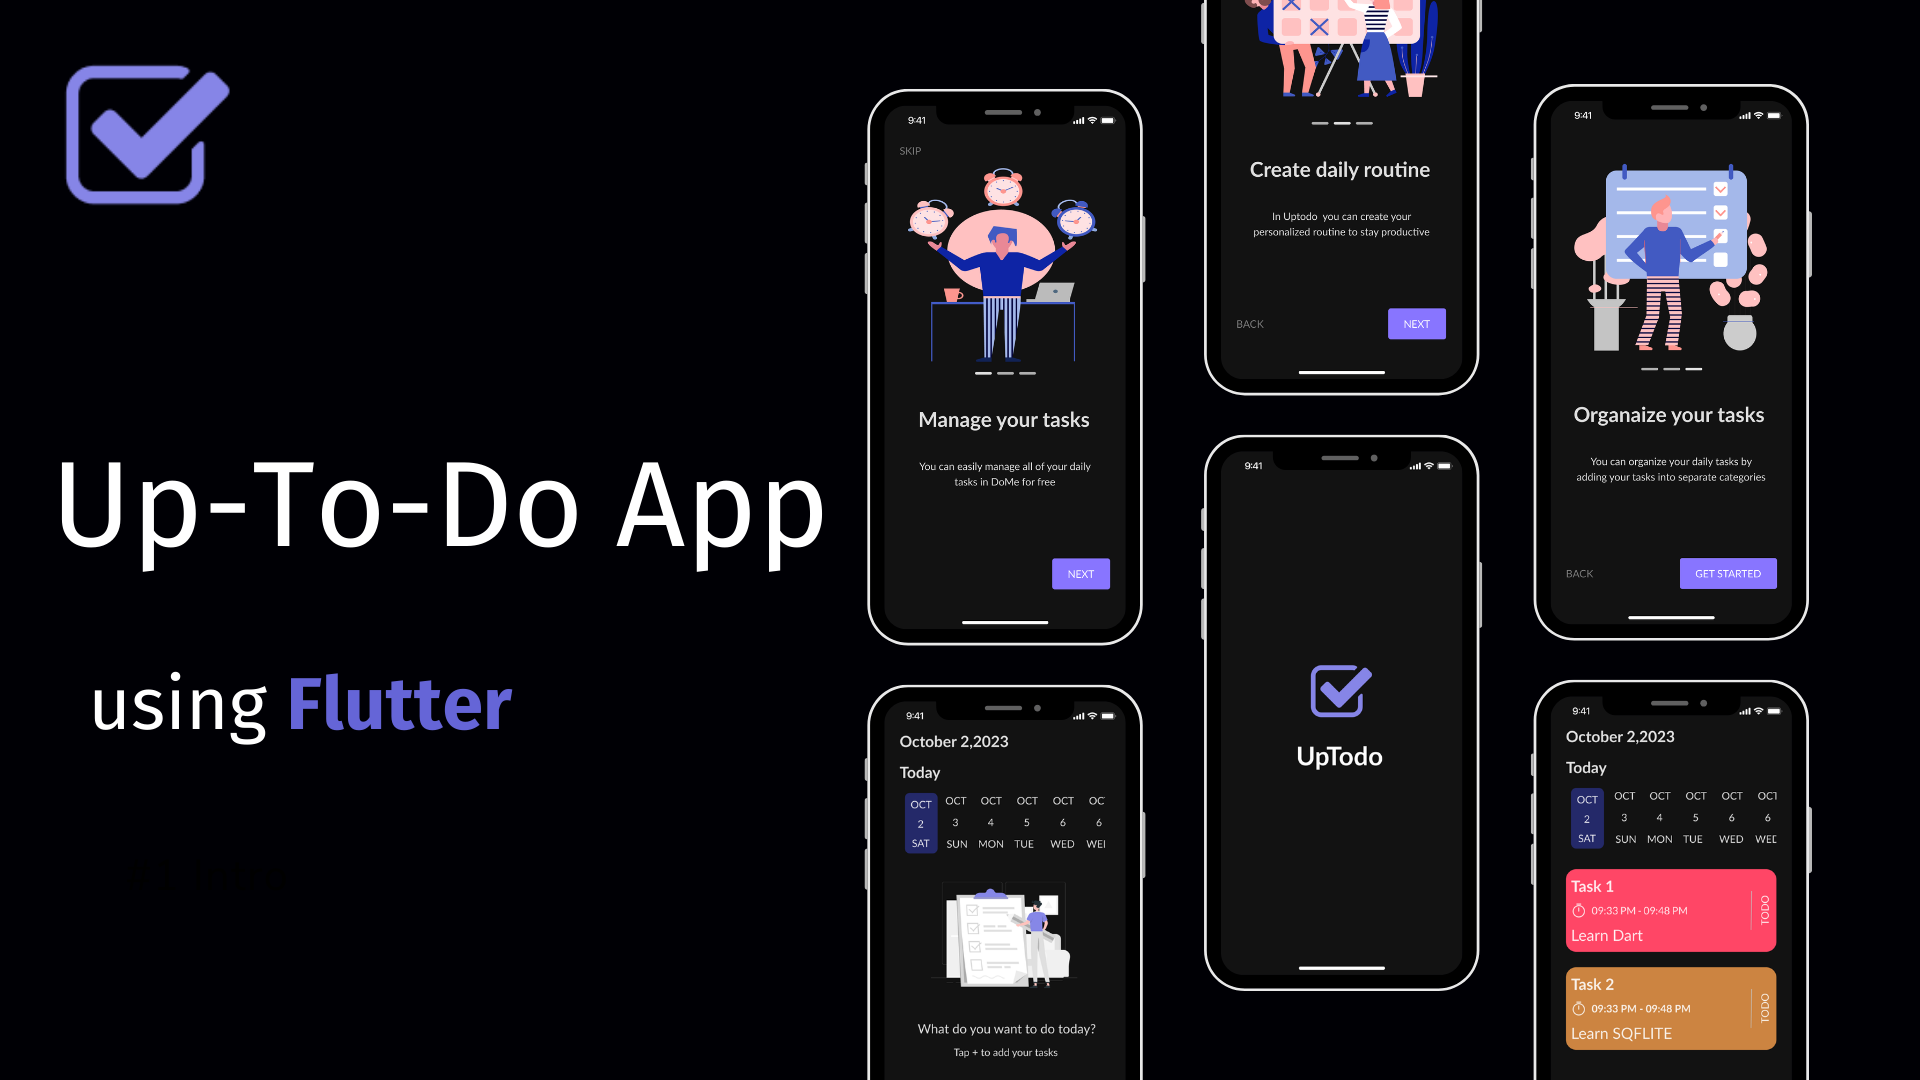 Up-To-Do App
using Flutter
9:41
SKIP
Manage your tasks
You can easily manage all of your daily
tasks in DoMe for free
NEXT
Create daily routine
In Uptodo you can create your
personalized routine to stay productive
BACK
NEXT
9:41
Organaize your tasks
You can organize your daily tasks by
adding your tasks into separate categories
BACK
GET STARTED
9:41
October 2,2023
Today
OCT OCT OCT OCT OCT OC
2 3 4 5 6 6
SAT SUN MON TUE WED WEI
What do you want to do today?
Tap + to add your tasks
9:41
UpTodo
9:41
October 2,2023
Today
OCT OCT OCT OCT OCT OCT
2 3 4 5 6 6
SAT SUN MON TUE WED WED
Task 1
09:33 PM - 09:48 PM
Learn Dart
TODO
Task 2
09:33 PM - 09:48 PM
Learn SQFLITE
TODO